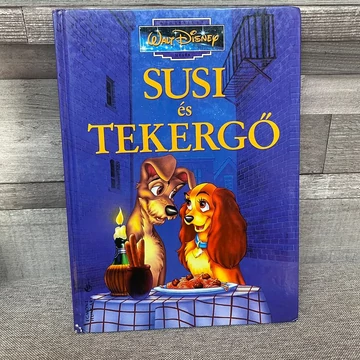 WALT DISNEY
SUSI
és
TEKERGŐ